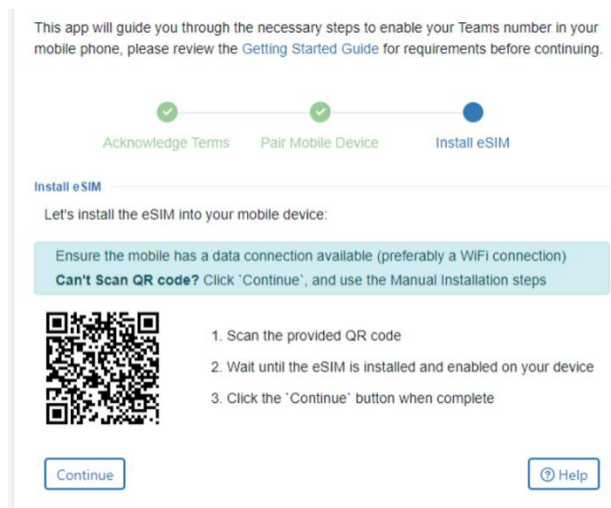 This app will guide you through the necessary steps to enable your Teams number in your
mobile phone, please review the Getting Started Guide for requirements before continuing.
Acknowledge Terms Pair Mobile Device Install eSIM
Install eSIM
Let's install the eSIM into your mobile device:
Ensure the mobile has a data connection available (preferably a WiFi connection)
Can't Scan QR code? Click `Continue`, and use the Manual Installation steps
1. Scan the provided QR code
2. Wait until the eSIM is installed and enabled on your device
3. Click the `Continue` button when complete
Continue
? Help